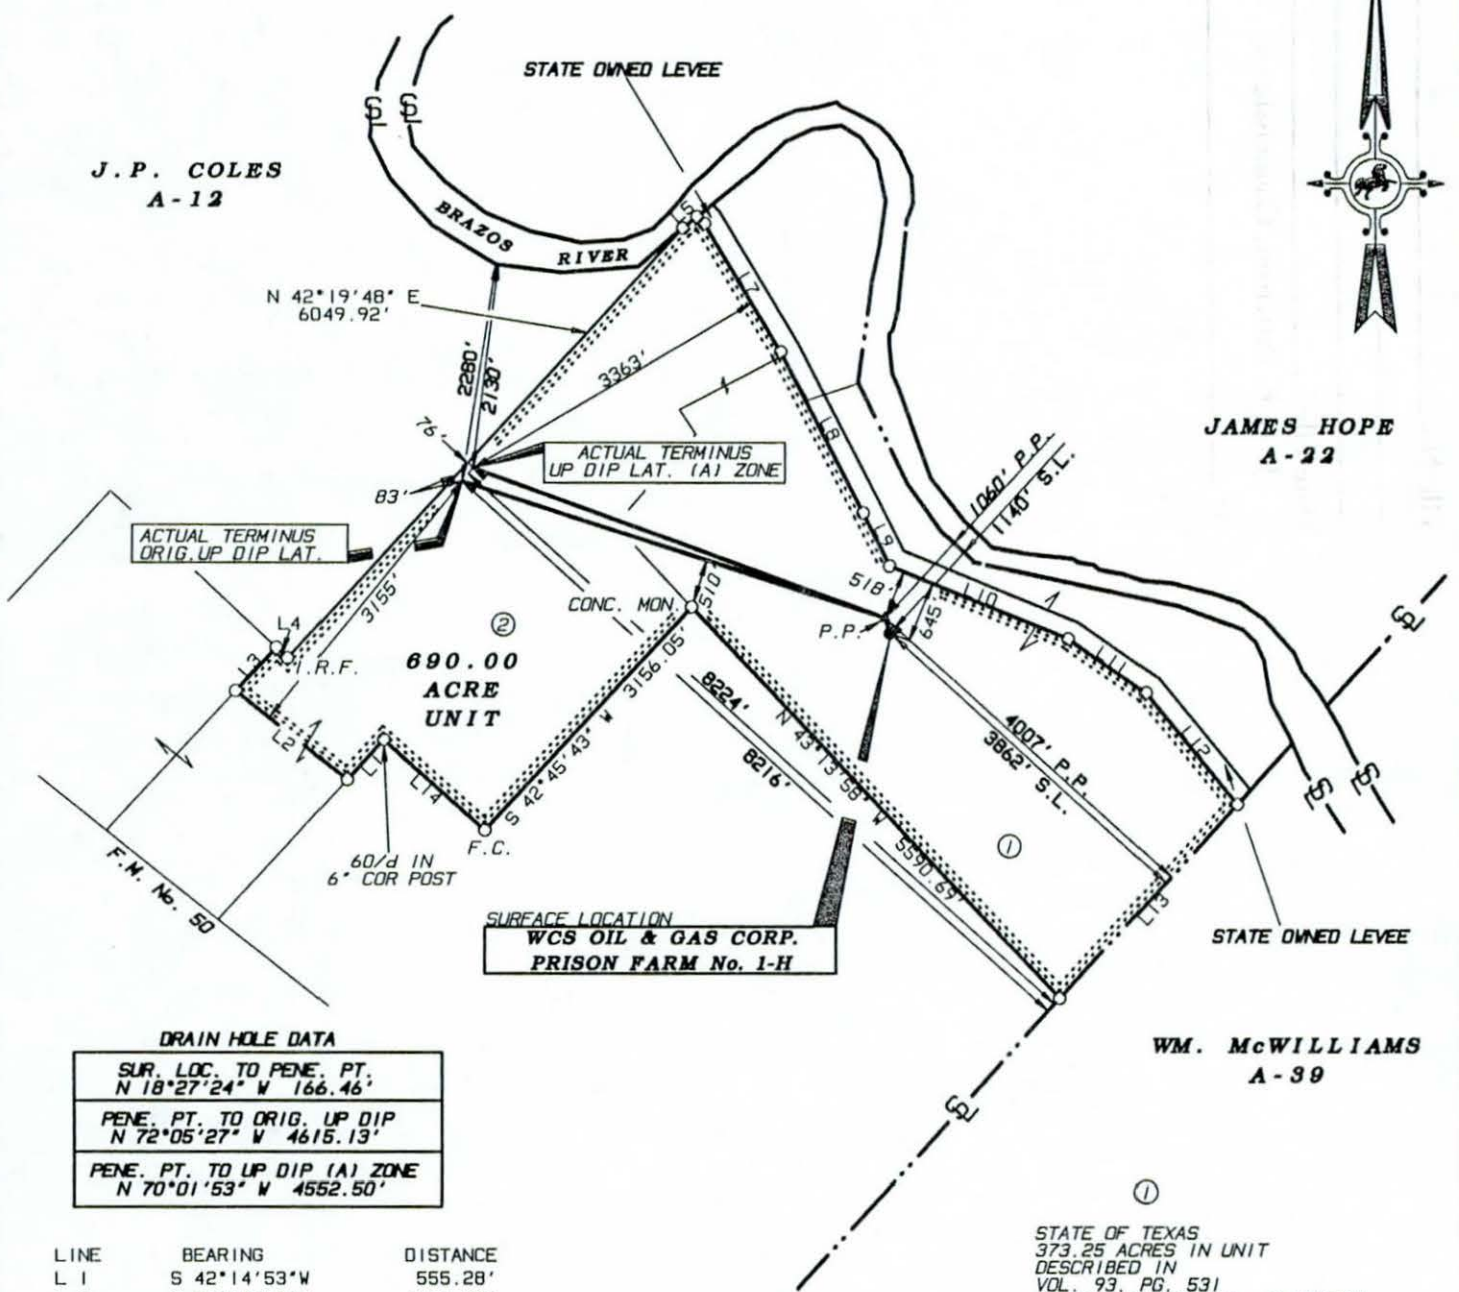 STATE OWNED LEVEE
J.P. COLES
A-12
BRAZOS
RIVER
N 42°19'48" E
6049.92'
2280'
2130'
3363'
76'
83'
L5
L7
L8
L9
JAMES HOPE
A-22
ACTUAL TERMINUS
UP DIP LAT. (A) ZONE
ACTUAL TERMINUS
ORIG.UP DIP LAT.
1060' P.P.
1140' S.L.
518'
645'
L10
L11
L12
P.P.
510'
CONC. MON.
3155'
L4
L3
I.R.F.
②
690.00
ACRE
UNIT
L2
L1
L14
S 42°45'43" W 3156.05'
F.C.
60/d IN
6" COR POST
F.M. No. 50
8224'
8216'
N 43°13'58" W 5590.69'
4007' P.P.
3862' S.L.
①
L13
STATE OWNED LEVEE
SURFACE LOCATION
WCS OIL & GAS CORP.
PRISON FARM No. 1-H
WM. McWILLIAMS
A-39
DRAIN HOLE DATA
SUR. LOC. TO PENE. PT.
N 18°27'24" W 166.46'
PENE. PT. TO ORIG. UP DIP
N 72°05'27" W 4615.13'
PENE. PT. TO UP DIP (A) ZONE
N 70°01'53" W 4552.50'
LINE BEARING DISTANCE
L 1 S 42°14'53"W 555.28'
①
STATE OF TEXAS
373.25 ACRES IN UNIT
DESCRIBED IN
VOL. 93, PG. 531